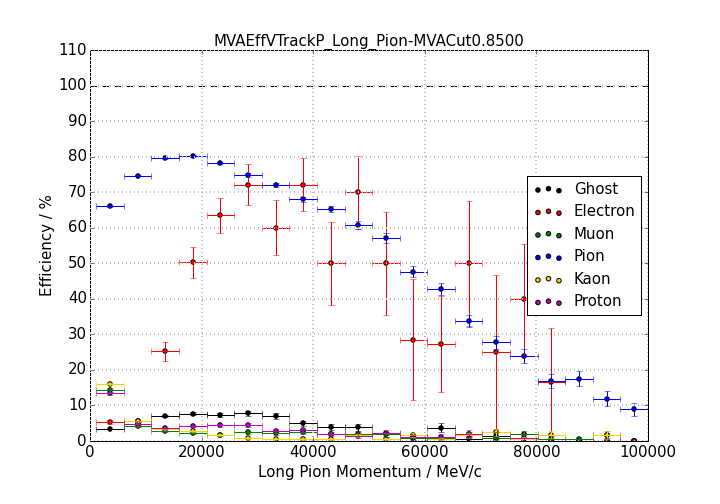 MVAEffVTrackP_Long_Pion-MVACut0.8500
110
100
90
80
70
60
50
40
30
20
10
0
Efficiency / %
Ghost
Electron
Muon
Pion
Kaon
Proton
0 20000 40000 60000 80000 100000
Long Pion Momentum / MeV/c